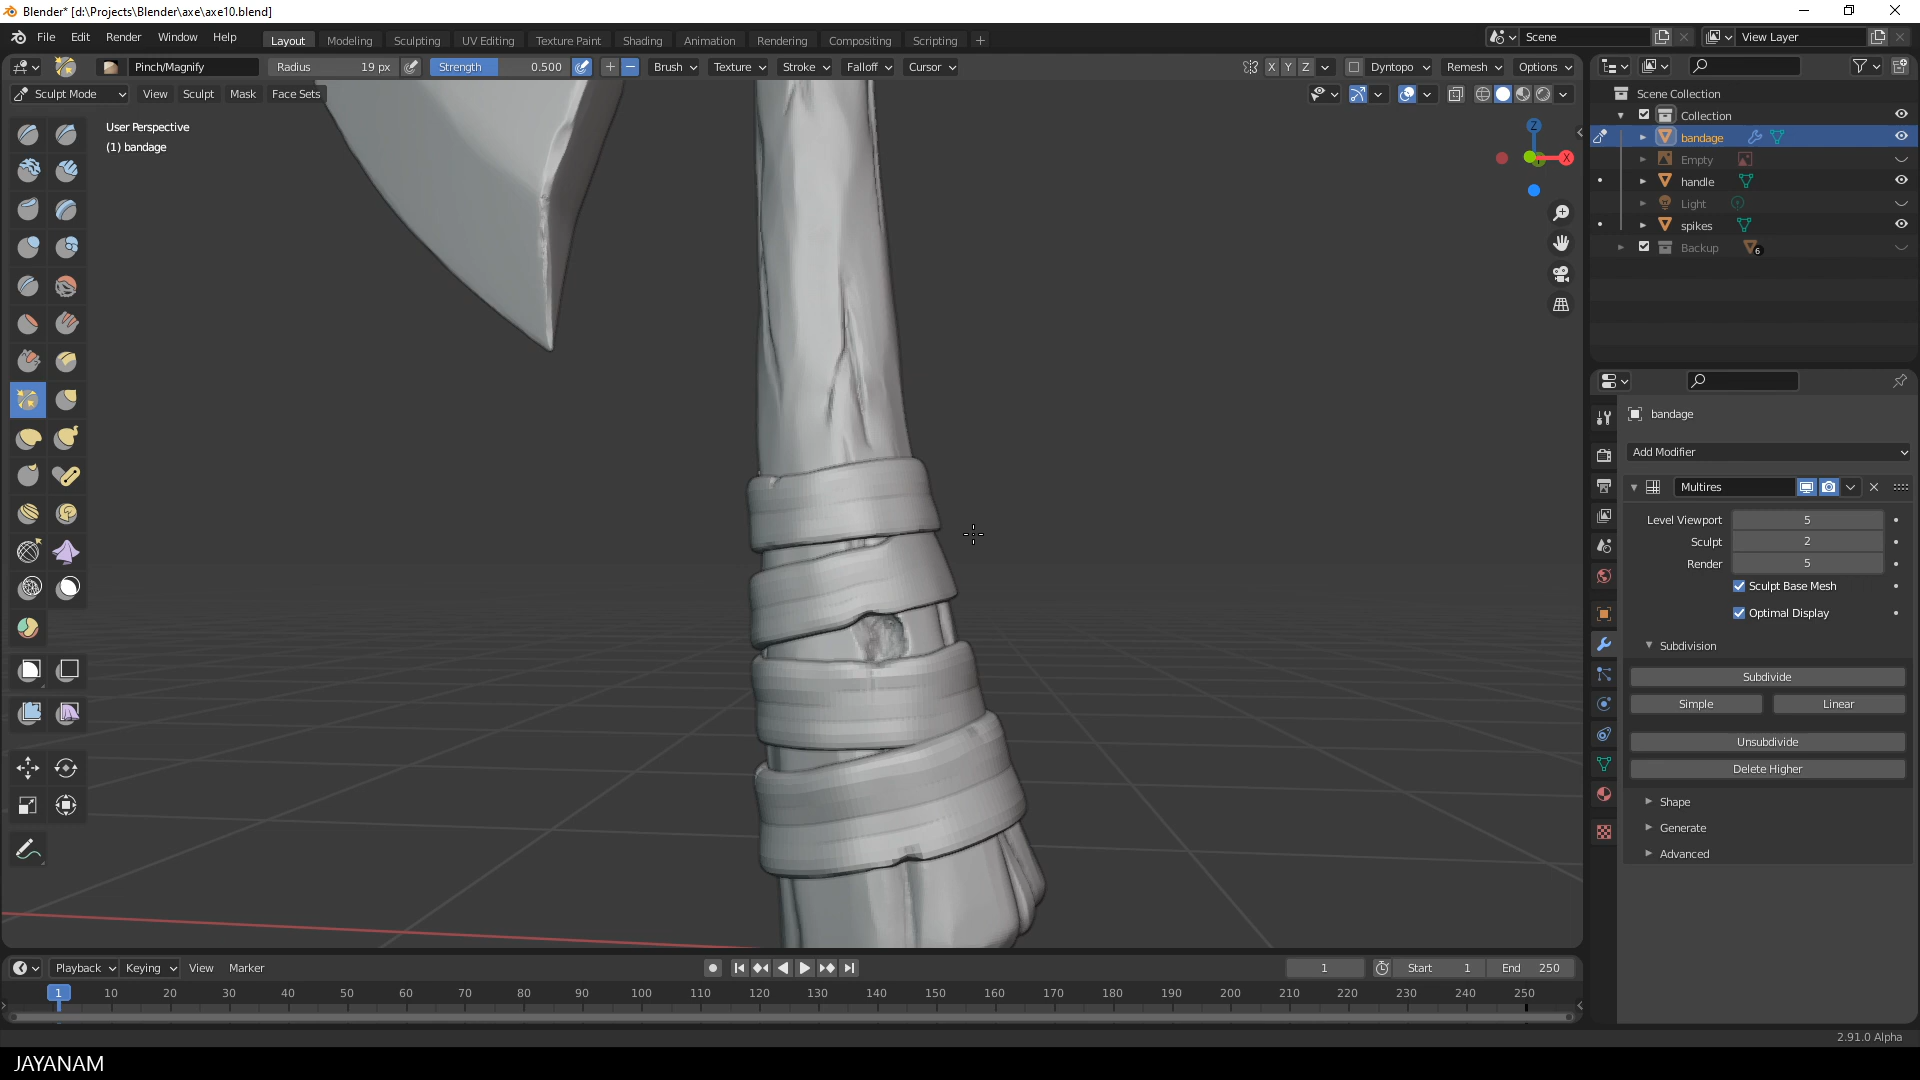 Blender* [d:\Projects\Blender\axe\axe10.blend]
File Edit Render Window Help Layout Modeling Sculpting UV Editing Texture Paint Shading Animation Rendering Compositing Scripting + Scene View Layer
Pinch/Magnify Radius 19 px Strength 0.500 Brush Texture Stroke Falloff Cursor X Y Z Dyntopo Remesh Options
Sculpt Mode View Sculpt Mask Face Sets
User Perspective
(1) bandage
Z
X
Scene Collection
Collection
bandage
Empty
handle
Light
spikes
Backup 6
bandage
Add Modifier
Multires
Level Viewport 5
Sculpt 2
Render 5
Sculpt Base Mesh
Optimal Display
Subdivision
Subdivide
Simple Linear
Unsubdivide
Delete Higher
Shape
Generate
Advanced
Playback Keying View Marker 1 Start 1 End 250
1 10 20 30 40 50 60 70 80 90 100 110 120 130 140 150 160 170 180 190 200 210 220 230 240 250
2.91.0 Alpha
JAYANAM